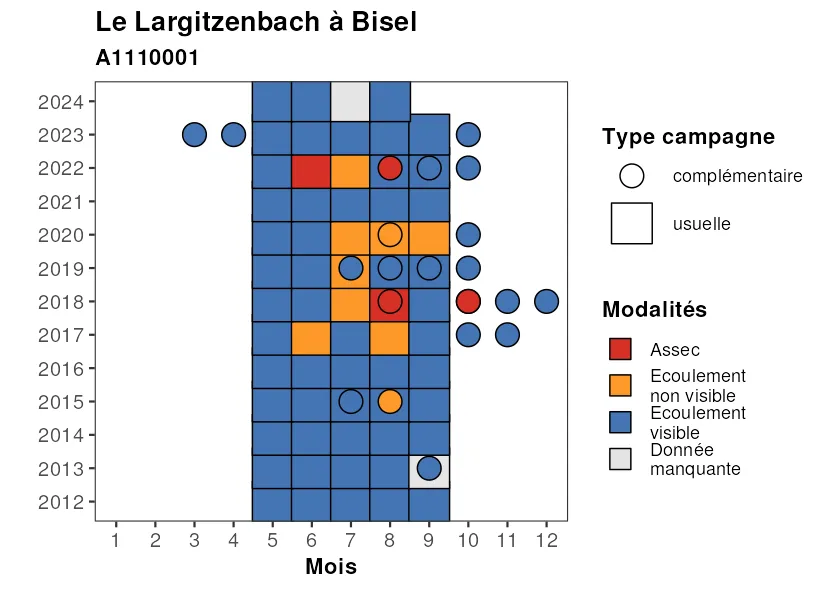 Le Largitzenbach à Bisel
A1110001
2024
2023
2022
2021
2020
2019
2018
2017
2016
2015
2014
2013
2012
1 2 3 4 5 6 7 8 9 10 11 12
Mois
Type campagne
complémentaire
usuelle
Modalités
Assec
Ecoulement
non visible
Ecoulement
visible
Donnée
manquante